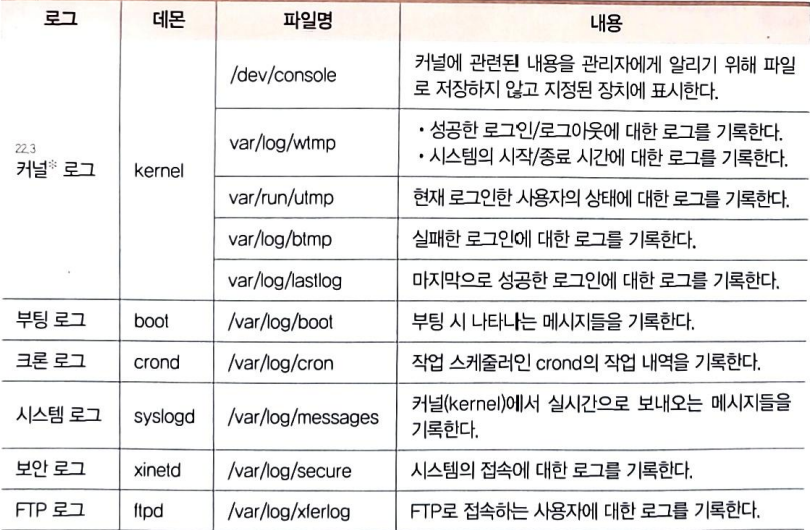 로그 데몬 파일명 내용
/dev/console 커널에 관련된 내용을 관리자에게 알리기 위해 파일
로 저장하지 않고 지정된 장치에 표시한다.
22.3
커널※ 로그 kernel
var/log/wtmp • 성공한 로그인/로그아웃에 대한 로그를 기록한다.
• 시스템의 시작/종료 시간에 대한 로그를 기록한다.
var/run/utmp 현재 로그인한 사용자의 상태에 대한 로그를 기록한다.
var/log/btmp 실패한 로그인에 대한 로그를 기록한다.
var/log/lastlog 마지막으로 성공한 로그인에 대한 로그를 기록한다.
부팅 로그 boot /var/log/boot 부팅 시 나타나는 메시지들을 기록한다.
크론 로그 crond /var/log/cron 작업 스케줄러인 crond의 작업 내역을 기록한다.
시스템 로그 syslogd /var/log/messages 커널(kernel)에서 실시간으로 보내오는 메시지들을
기록한다.
보안 로그 xinetd /var/log/secure 시스템의 접속에 대한 로그를 기록한다.
FTP 로그 ftpd /var/log/xferlog FTP로 접속하는 사용자에 대한 로그를 기록한다.